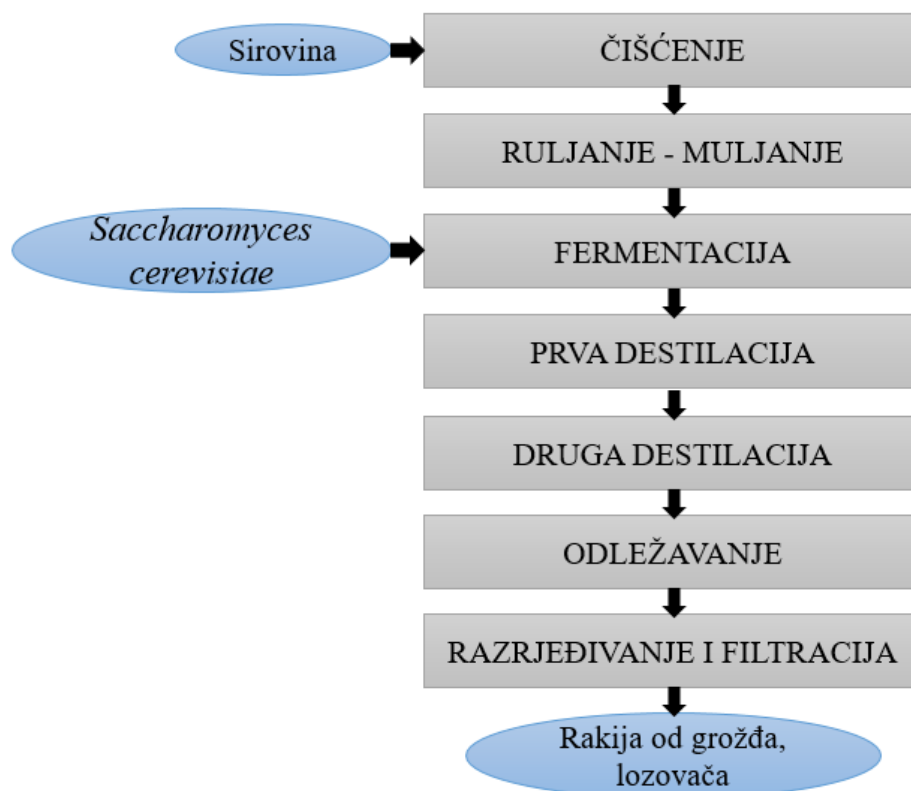 Sirovina
ČIŠĆENJE
RULJANJE - MULJANJE
Saccharomyces
cerevisiae
FERMENTACIJA
PRVA DESTILACIJA
DRUGA DESTILACIJA
ODLEŽAVANJE
RAZRJEĐIVANJE I FILTRACIJA
Rakija od grožđa,
lozovača